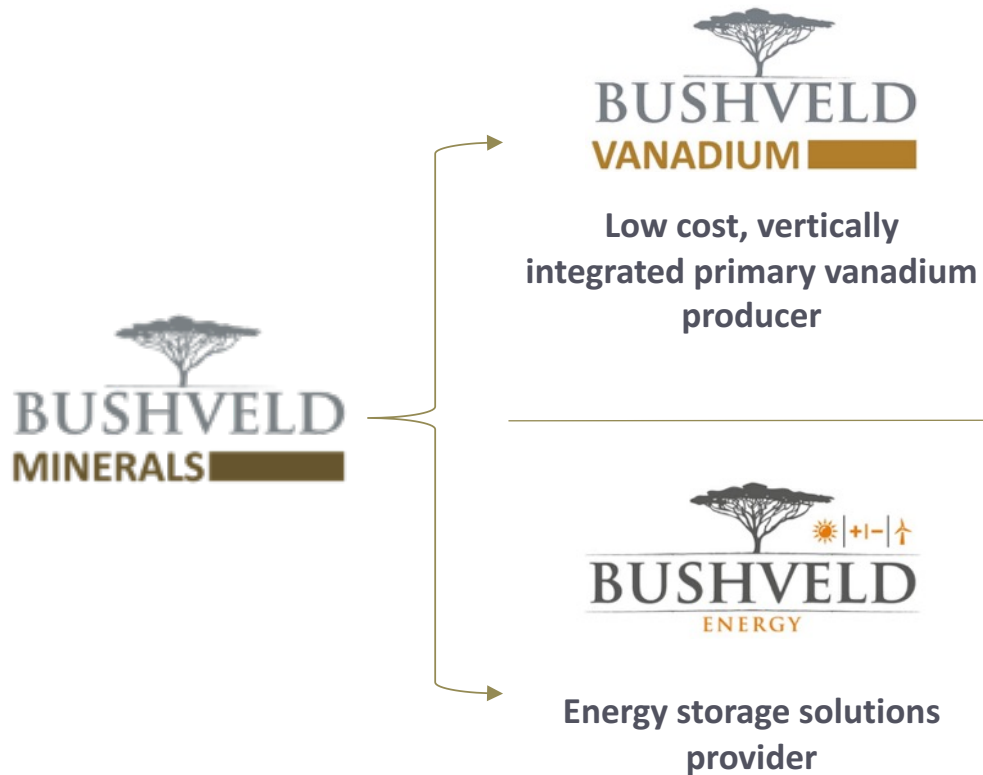 BUSHVELD
MINERALS
BUSHVELD
VANADIUM
Low cost, vertically
integrated primary vanadium
producer
BUSHVELD
ENERGY
Energy storage solutions
provider